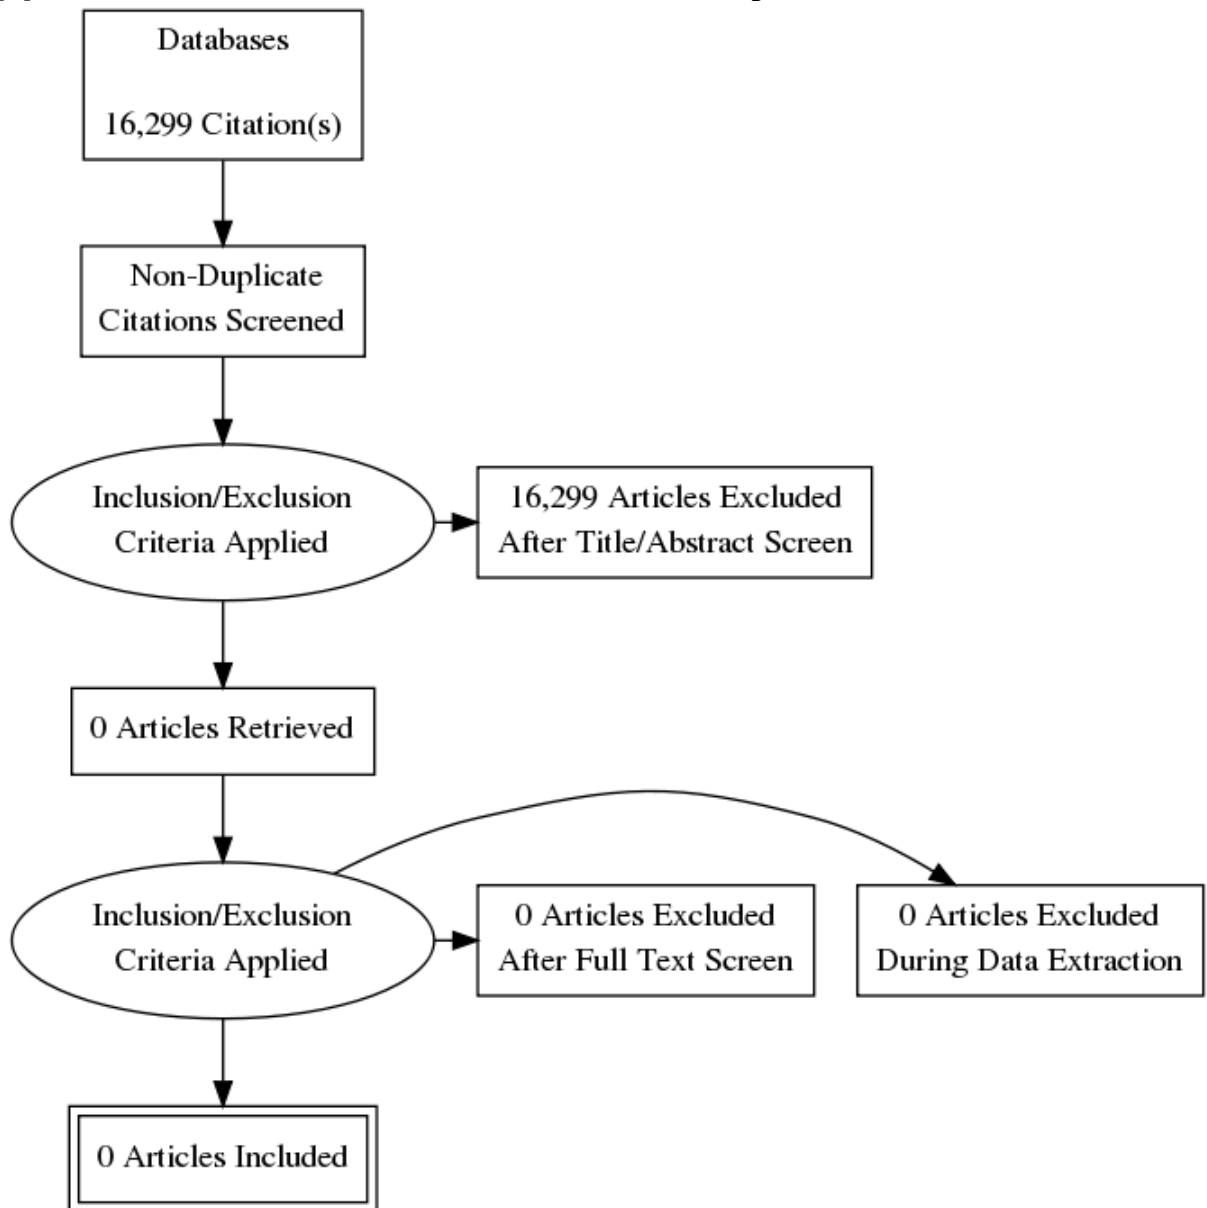 Databases
16,299 Citation(s)
Non-Duplicate
Citations Screened
Inclusion/Exclusion
Criteria Applied
16,299 Articles Excluded
After Title/Abstract Screen
0 Articles Retrieved
Inclusion/Exclusion
Criteria Applied
0 Articles Excluded
After Full Text Screen
0 Articles Excluded
During Data Extraction
0 Articles Included